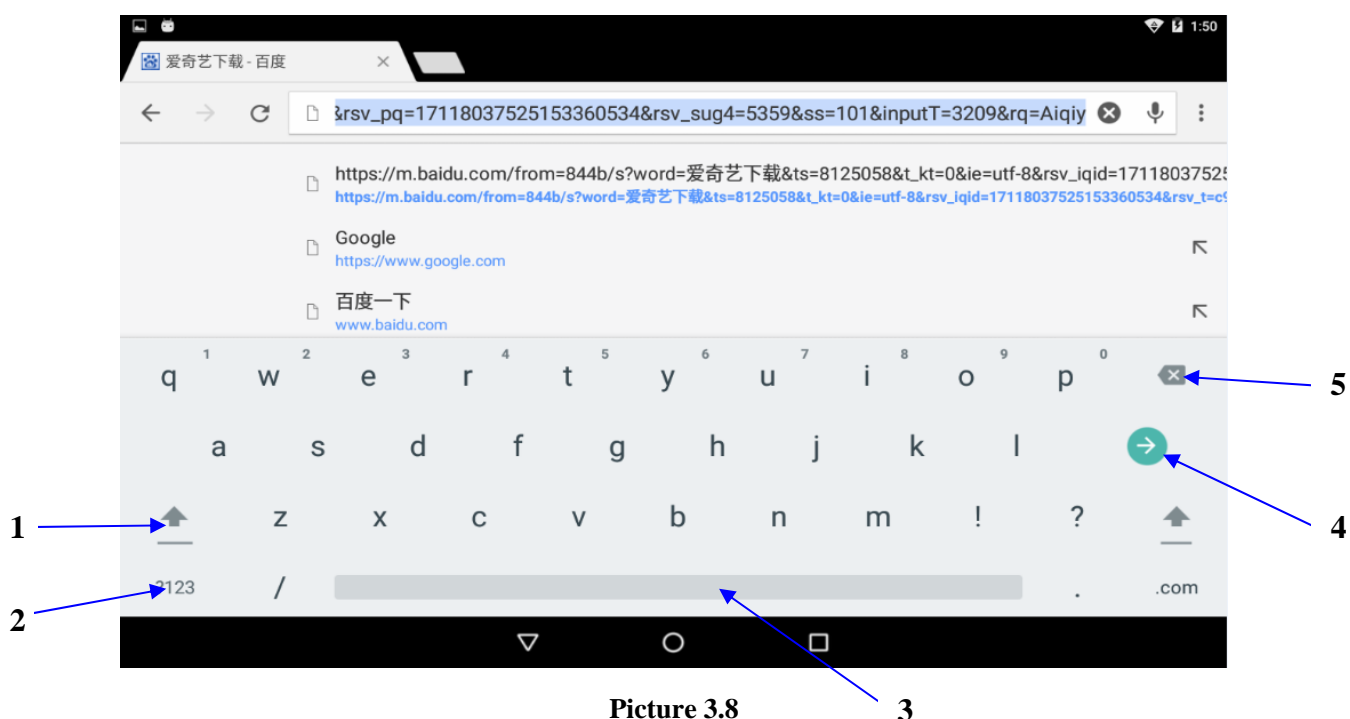 1:50
爱奇艺下载 - 百度
&rsv_pq=17118037525153360534&rsv_sug4=5359&ss=101&inputT=3209&rq=Aiqiy
https://m.baidu.com/from=844b/s?word=爱奇艺下载&ts=8125058&t_kt=0&ie=utf-8&rsv_iqid=1711803752
https://m.baidu.com/from=844b/s?word=爱奇艺下载&ts=8125058&t_kt=0&ie=utf-8&rsv_iqid=17118037525153360534&rsv_t=c
Google
https://www.google.com
百度一下
www.baidu.com
1 2 3 4 5 6 7 8 9 0
q w e r t y u i o p
5
a s d f g h j k l
4
1
z x c v b n m ! ?
2
?123 / . .com
Picture 3.8
3